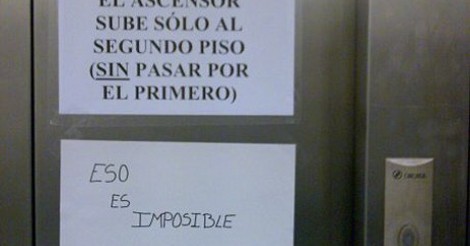 EL ASCENSOR
SUBE SÓLO AL
SEGUNDO PISO
(SIN PASAR POR
EL PRIMERO)
ESO
ES
IMPOSIBLE